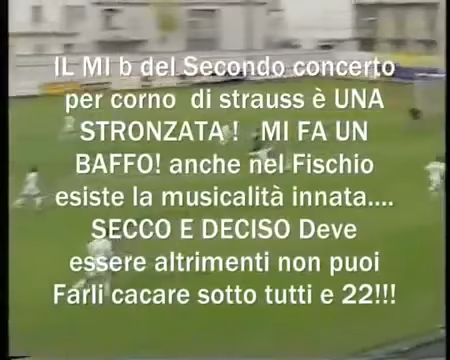 IL MI b del Secondo concerto
per corno di strauss è UNA
STRONZATA! MI FA UN
BAFFO! anche nel Fischio
esiste la musicalità innata....
SECCO E DECISO Deve
essere altrimenti non puoi
Farli cacare sotto tutti e 22!!!